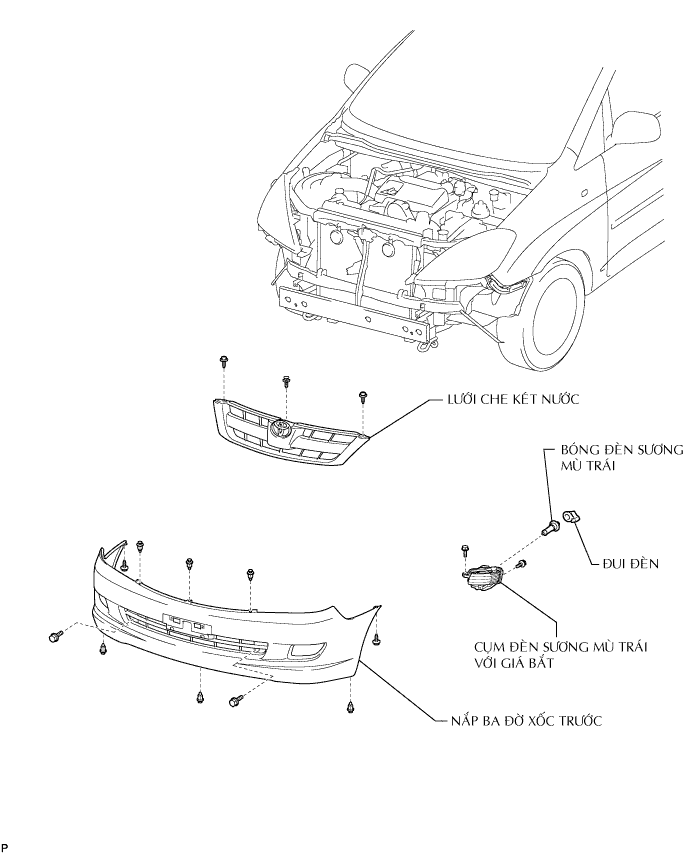 LƯỚI CHE KÉT NƯỚC
BÓNG ĐÈN SƯƠNG
MÙ TRÁI
ĐUI ĐÈN
CỤM ĐÈN SƯƠNG MÙ TRÁI
VỚI GIÁ BẮT
NẮP BA ĐỜ XỐC TRƯỚC
P